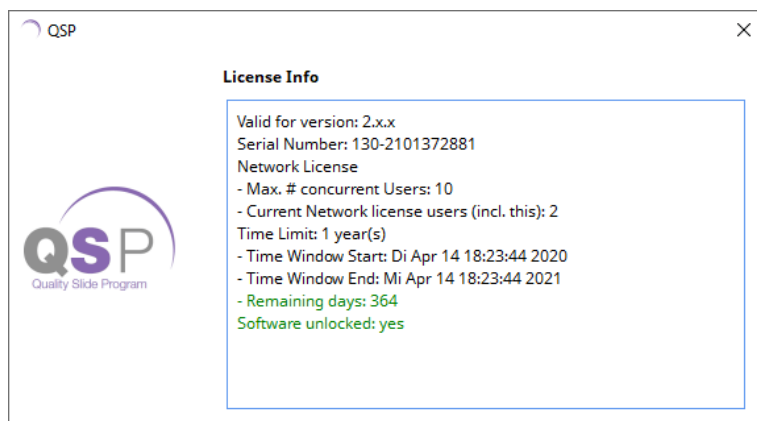 QSP
License Info
Valid for version: 2.x.x
Serial Number: 130-2101372881
Network License
- Max. # concurrent Users: 10
- Current Network license users (incl. this): 2
Time Limit: 1 year(s)
- Time Window Start: Di Apr 14 18:23:44 2020
- Time Window End: Mi Apr 14 18:23:44 2021
- Remaining days: 364
Software unlocked: yes
QSP
Quality Slide Program